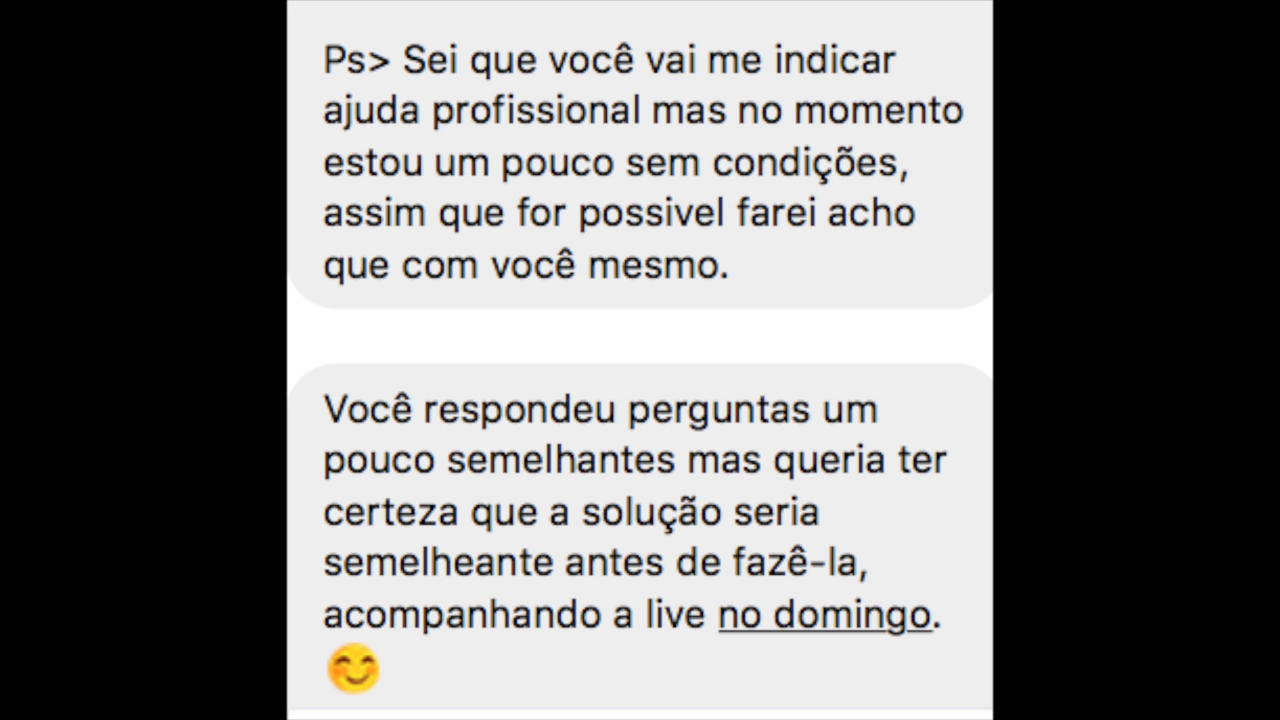 Ps> Sei que você vai me indicar
ajuda profissional mas no momento
estou um pouco sem condições,
assim que for possivel farei acho
que com você mesmo.
Você respondeu perguntas um
pouco semelhantes mas queria ter
certeza que a solução seria
semelheante antes de fazê-la,
acompanhando a live no domingo.
😊